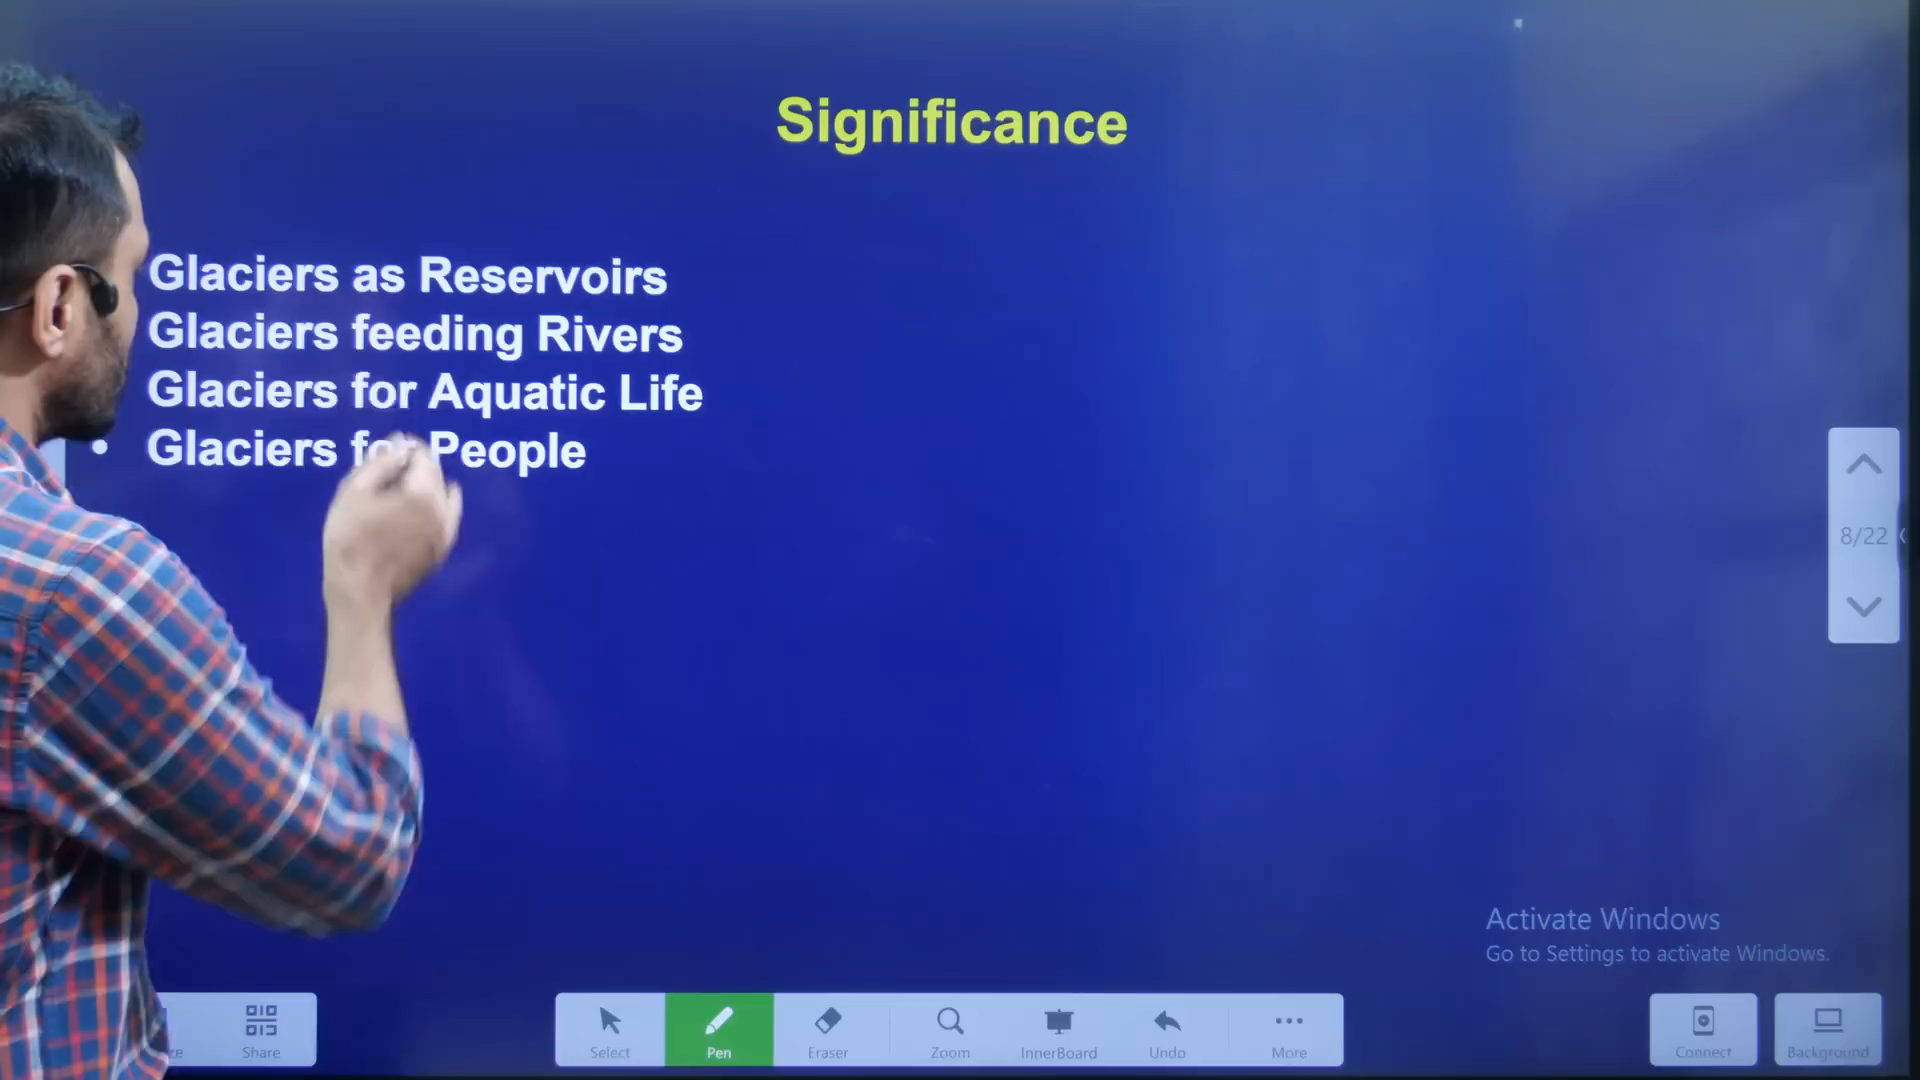 Significance
Glaciers as Reservoirs
Glaciers feeding Rivers
Glaciers for Aquatic Life
• Glaciers for People
8/22
Activate Windows
Go to Settings to activate Windows.
Share
Select
Pen
Eraser
Zoom
InnerBoard
Undo
More
Connect
Background